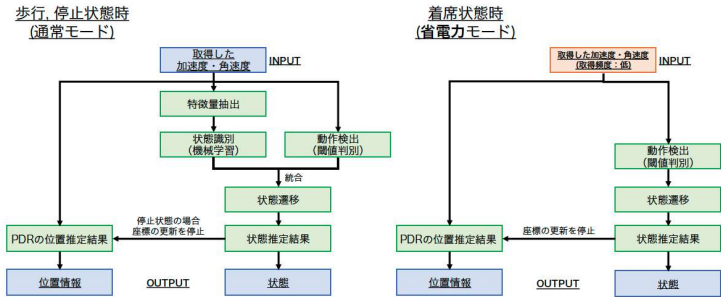 歩行, 停止状態時
(通常モード)
取得した
加速度・角速度
INPUT
特徴量抽出
状態識別
(機械学習)
動作検出
(閾値判別)
統合
状態遷移
停止状態の場合
座標の更新を停止
PDRの位置推定結果
状態推定結果
位置情報
OUTPUT
状態
着席状態時
(省電力モード)
取得した加速度・角速度
(取得頻度：低)
INPUT
動作検出
(閾値判別)
状態遷移
座標の更新を停止
PDRの位置推定結果
状態推定結果
位置情報
OUTPUT
状態